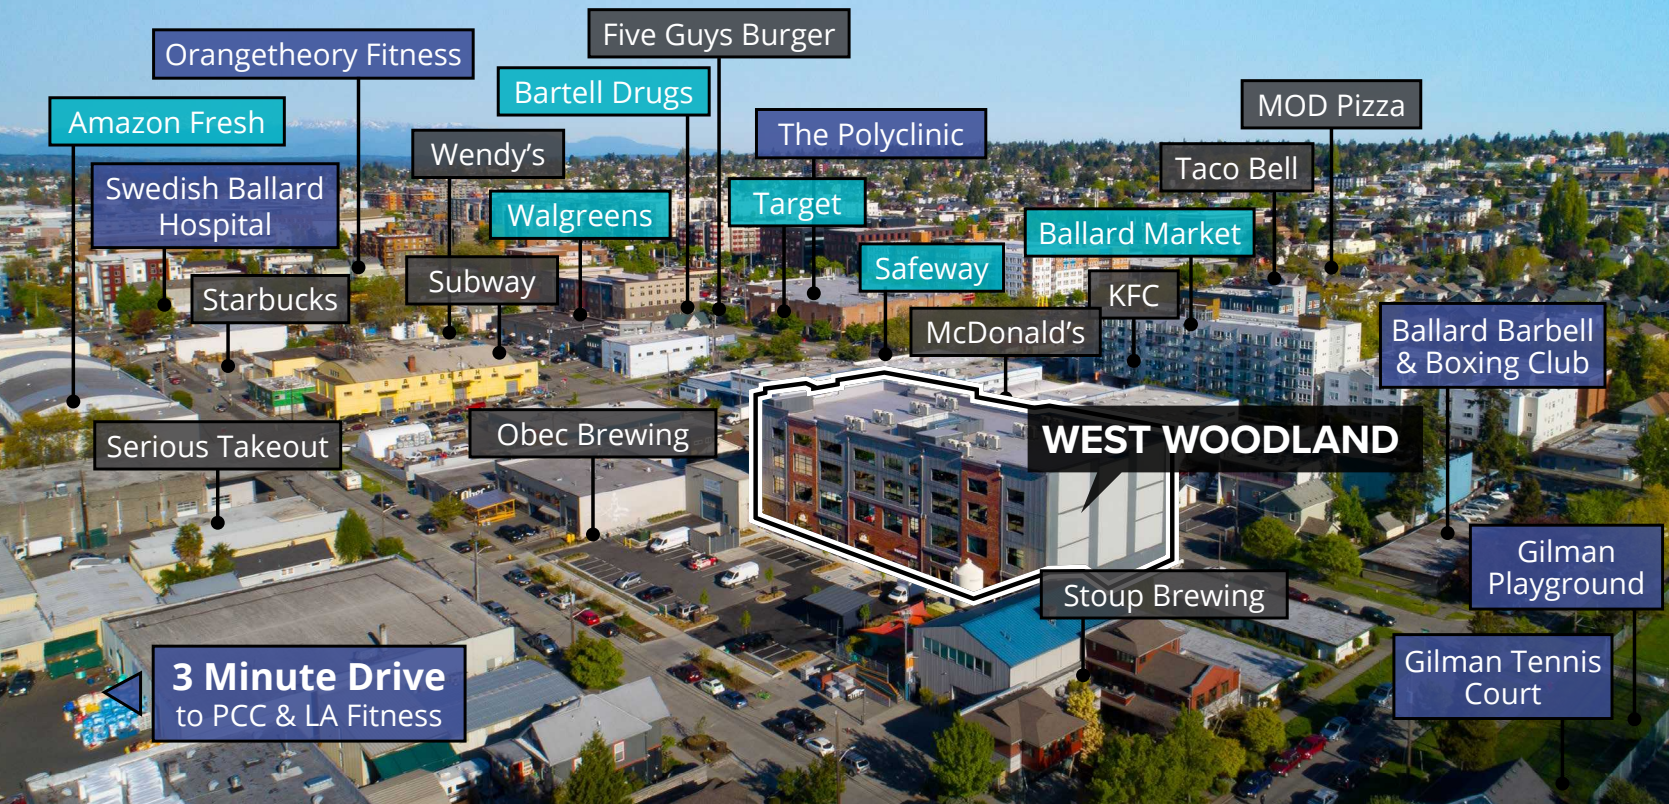 Five Guys Burger
Orangetheory Fitness
Bartell Drugs
MOD Pizza
Amazon Fresh
The Polyclinic
Wendy's
Taco Bell
Swedish Ballard
Hospital
Walgreens
Target
Ballard Market
Safeway
Subway
Starbucks
KFC
McDonald's
Ballard Barbell
& Boxing Club
BARDAHL
Serious Takeout
Obec Brewing
WEST WOODLAND
Obec
Gilman
Playground
Stoup Brewing
Gilman Tennis
Court
3 Minute Drive
to PCC & LA Fitness